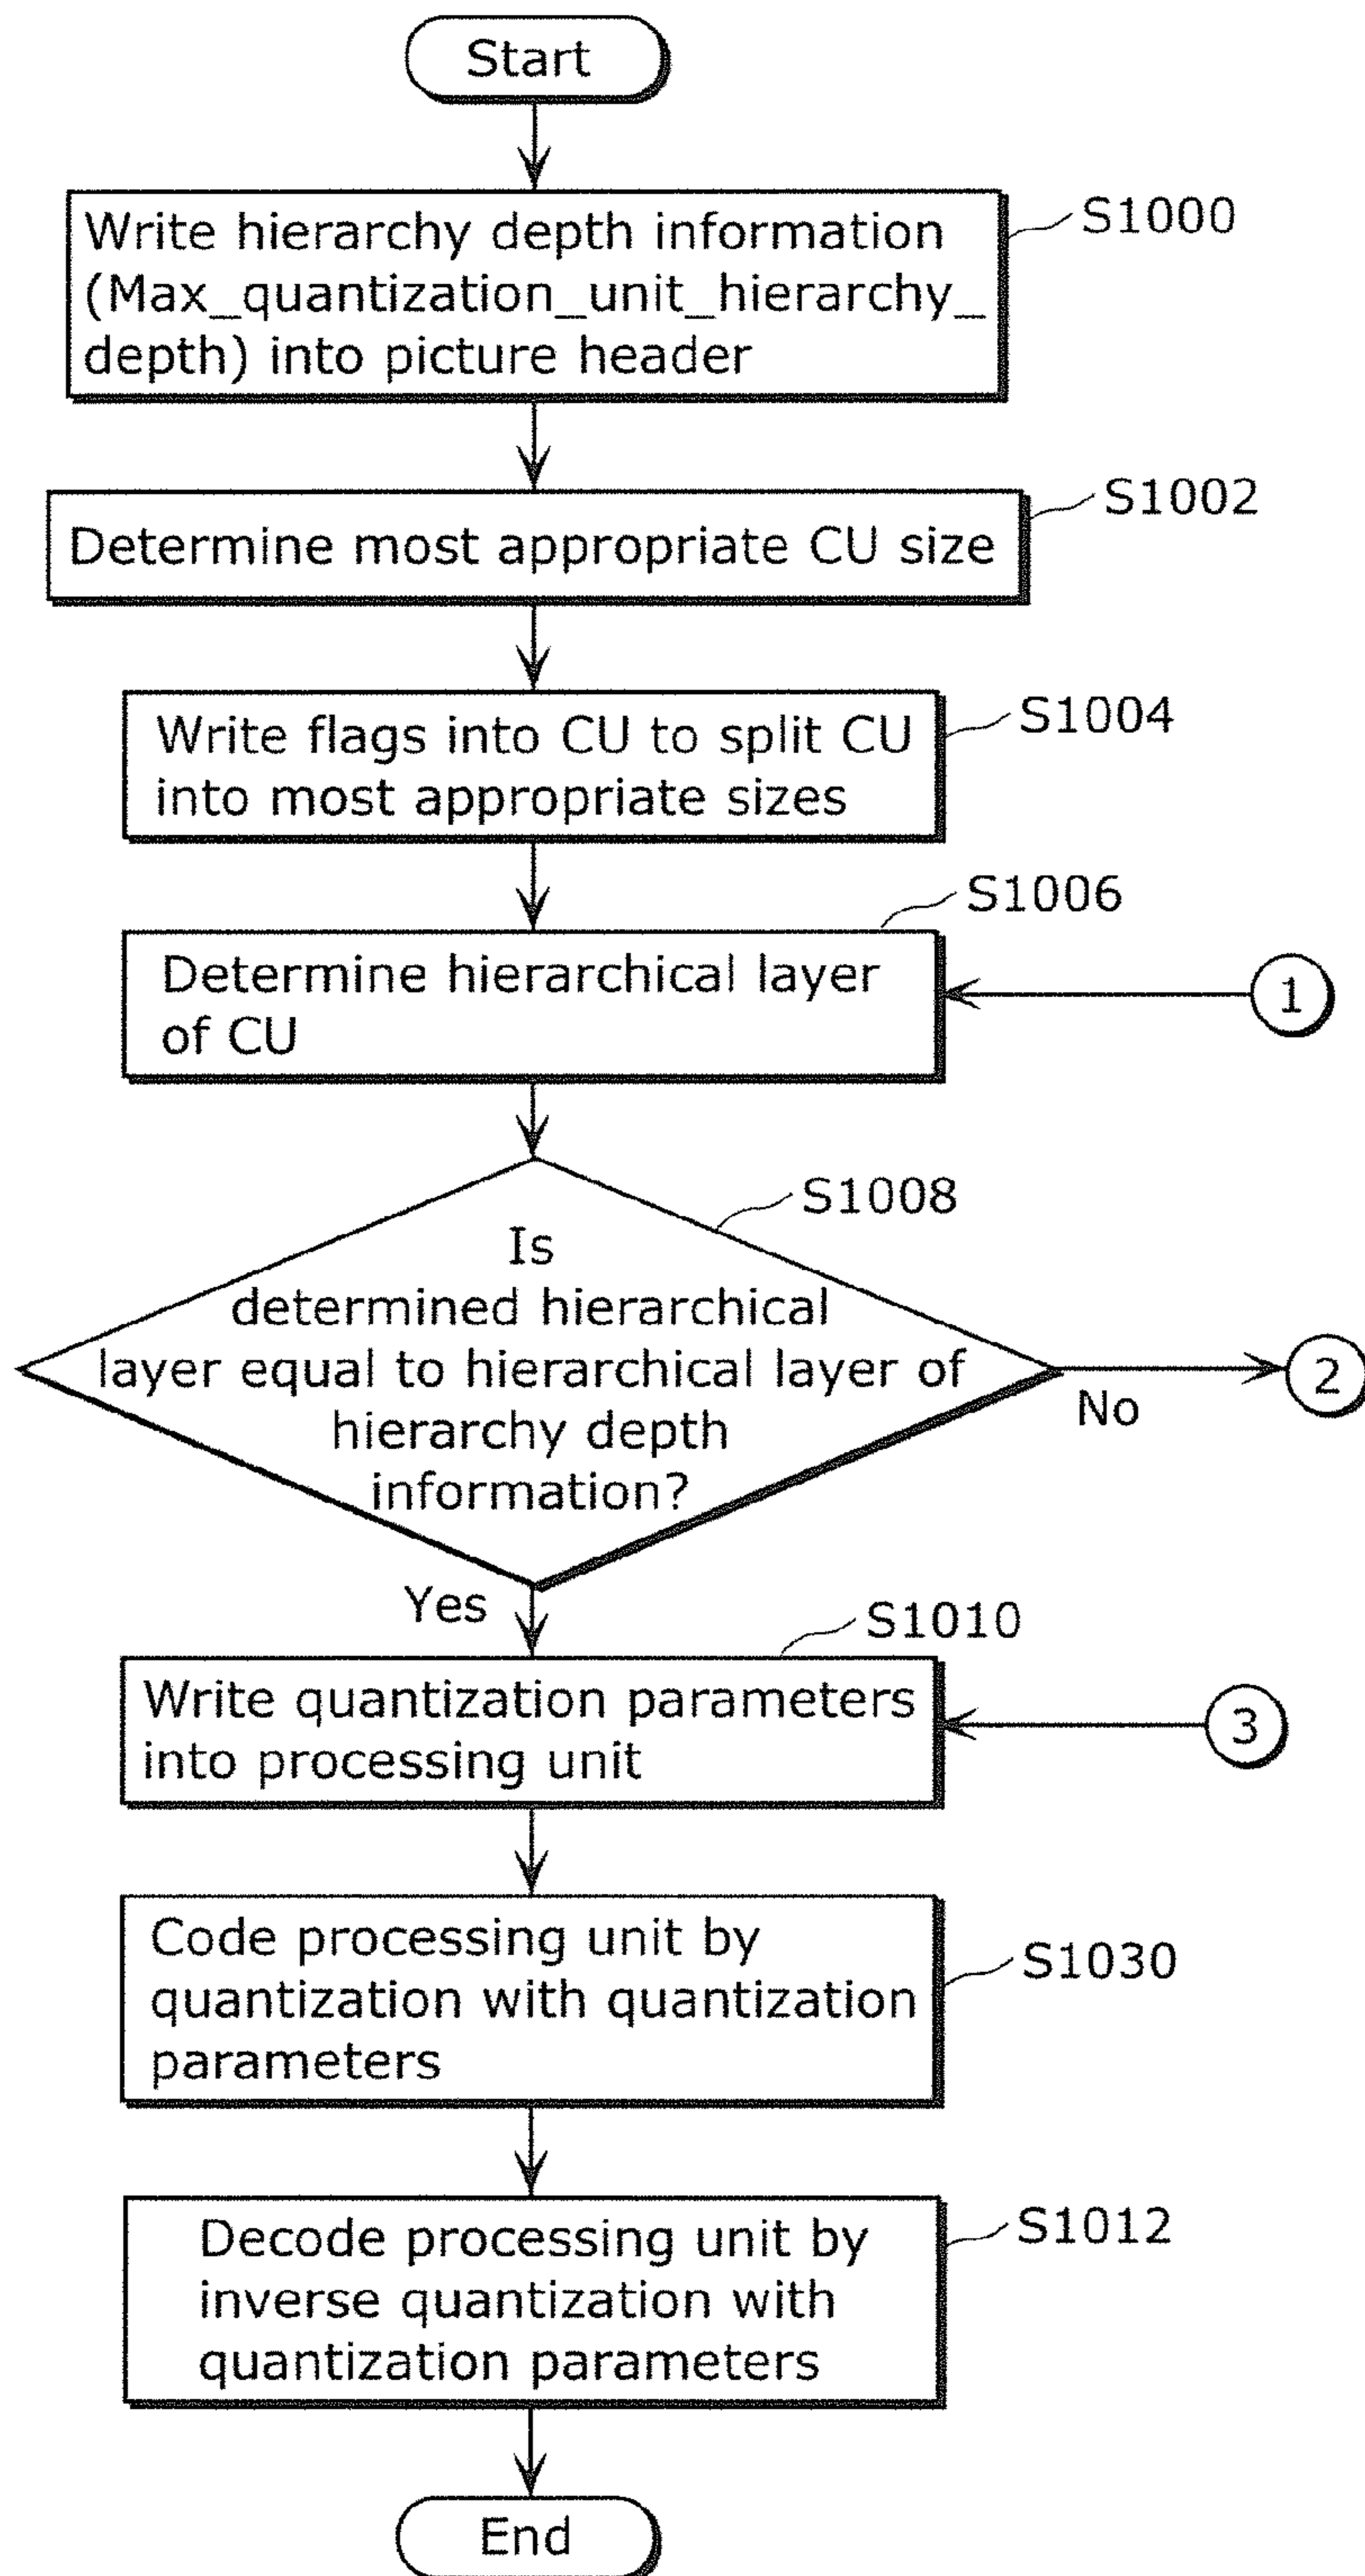 Start
Write hierarchy depth information
(Max_quantization_unit_hierarchy_
depth) into picture header
S1000
Determine most appropriate CU size
S1002
Write flags into CU to split CU
into most appropriate sizes
S1004
S1006
Determine hierarchical layer
of CU
1
S1008
Is
determined hierarchical
layer equal to hierarchical layer of
hierarchy depth
information?
No
2
Yes
S1010
Write quantization parameters
into processing unit
3
Code processing unit by
quantization with quantization
parameters
S1030
Decode processing unit by
inverse quantization with
quantization parameters
S1012
End